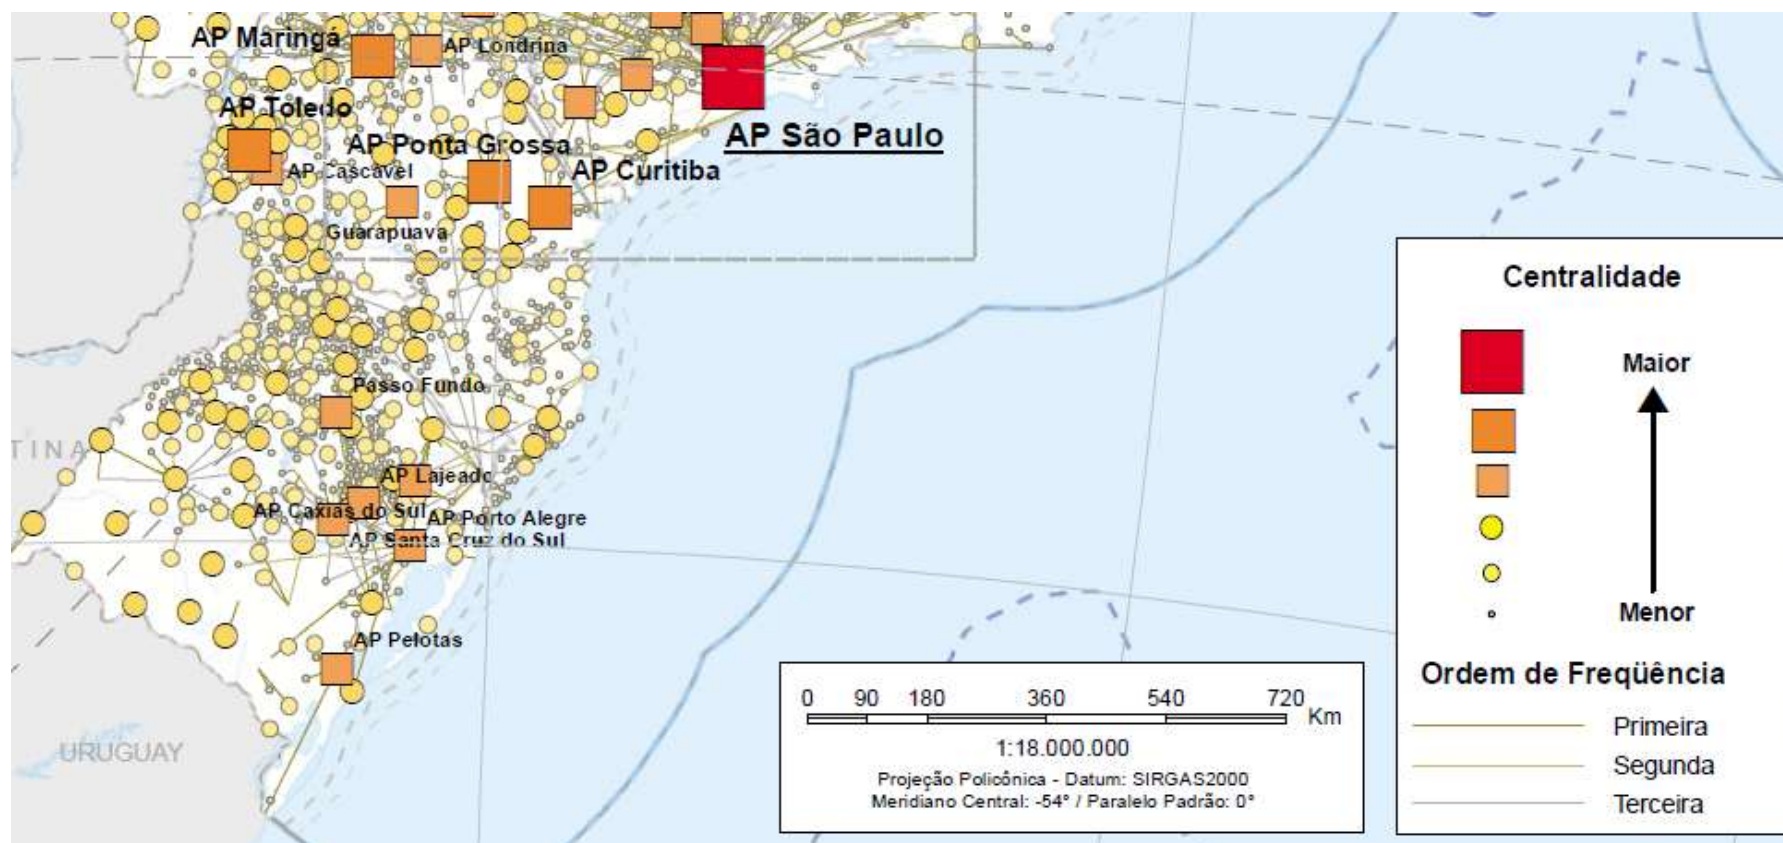 AP Maringá
AP Londrina
AP Toledo
AP São Paulo
AP Ponta Grossa
AP Cascavel
AP Curitiba
Guarapuava
Passo Fundo
TINA
AP Lajeado
AP Caxias do Sul
AP Porto Alegre
AP Santa Cruz do Sul
AP Pelotas
URUGUAY
0 90 180 360 540 720
Km
1:18.000.000
Projeção Policônica - Datum: SIRGAS2000
Meridiano Central: -54° / Paralelo Padrão: 0°
Centralidade
Maior
Menor
Ordem de Freqüência
Primeira
Segunda
Terceira